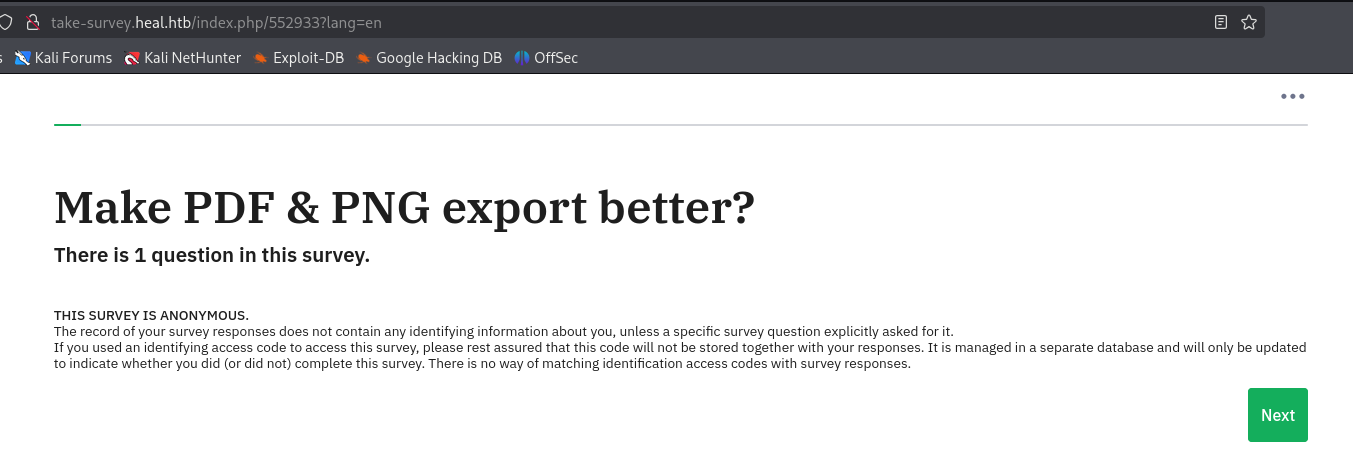 take-survey.heal.htb/index.php/552933?lang=en
s Kali Forums Kali NetHunter Exploit-DB Google Hacking DB OffSec
Make PDF & PNG export better?
There is 1 question in this survey.
THIS SURVEY IS ANONYMOUS.
The record of your survey responses does not contain any identifying information about you, unless a specific survey question explicitly asked for it.
If you used an identifying access code to access this survey, please rest assured that this code will not be stored together with your responses. It is managed in a separate database and will only be updated
to indicate whether you did (or did not) complete this survey. There is no way of matching identification access codes with survey responses.
Next